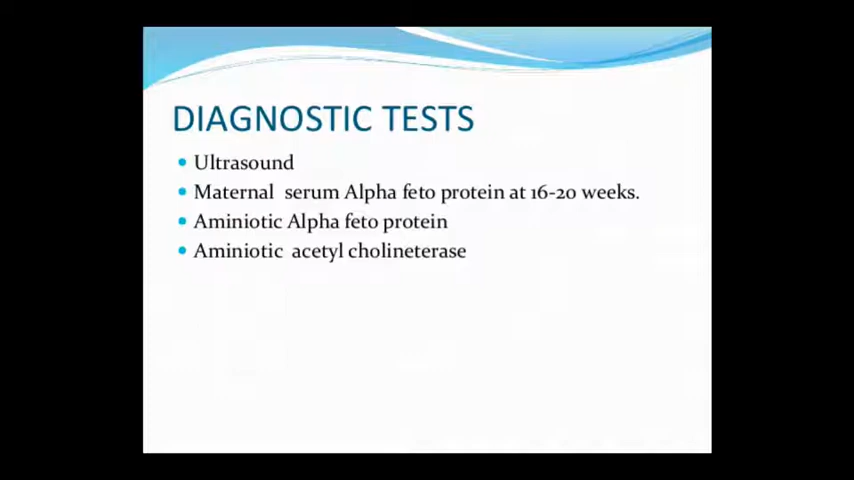 DIAGNOSTIC TESTS
• Ultrasound
• Maternal serum Alpha feto protein at 16-20 weeks.
• Aminiotic Alpha feto protein
• Aminiotic acetyl cholineterase